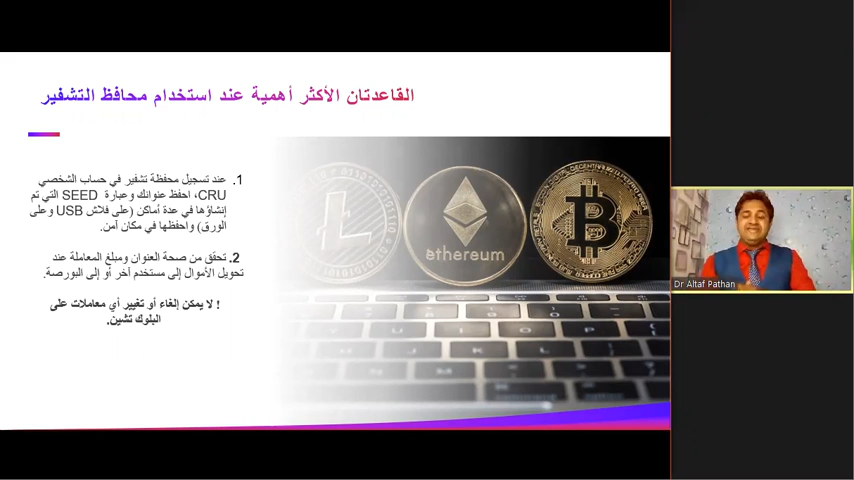 القاعدتان الأكثر أهمية عند استخدام محافظ التشفير
1. عند تسجيل محفظة تشفير في حساب الشخصي
CRU، احفظ عنوانك وعبارة SEED التي تم
إنشاؤها في عدة أماكن (على فلاش USB وعلى
الورق) واحفظها في مكان آمن.
2. تحقق من صحة العنوان ومبلغ المعاملة عند
تحويل الأموال إلى مستخدم آخر أو إلى البورصة.
! لا يمكن إلغاء أو تغيير أي معاملات على
البلوك تشين.
ethereum
Dr Altaf Pathan